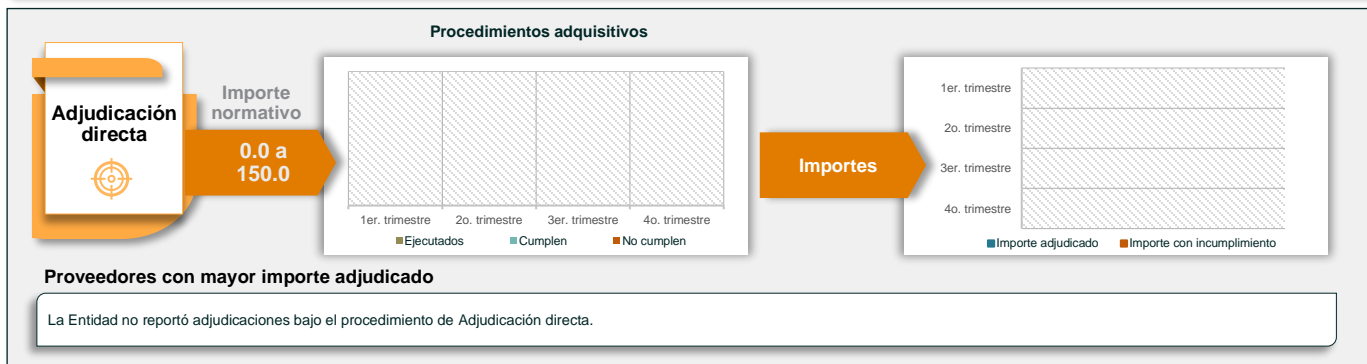 Procedimientos adquisitivos
Adjudicación
directa
Importe
normativo
0.0 a
150.0
1er. trimestre 2o. trimestre 3er. trimestre 4o. trimestre
Ejecutados Cumplen No cumplen
Importes
1er. trimestre
2o. trimestre
3er. trimestre
4o. trimestre
Importe adjudicado Importe con incumplimiento
Proveedores con mayor importe adjudicado
La Entidad no reportó adjudicaciones bajo el procedimiento de Adjudicación directa.